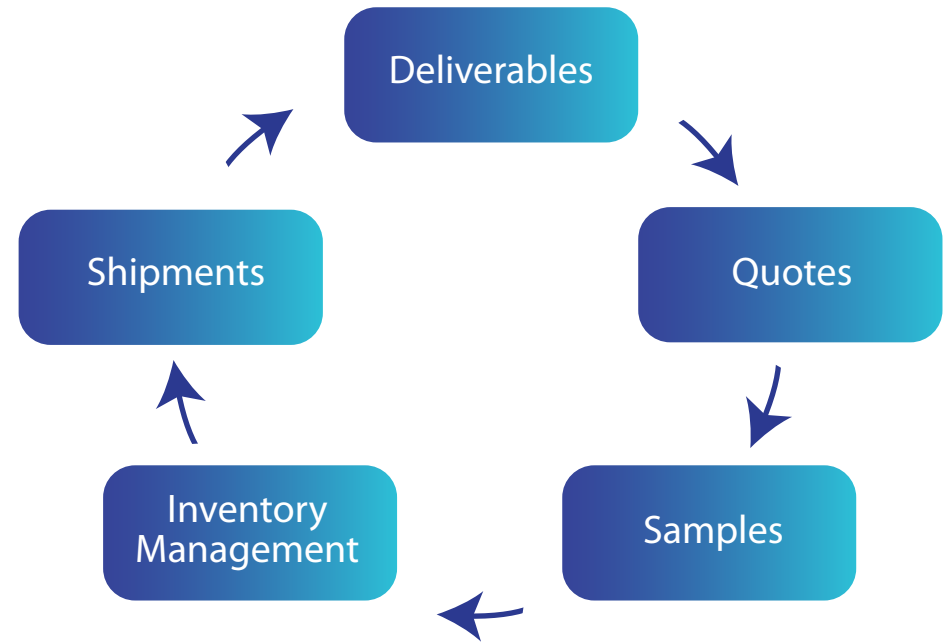 Deliverables
Quotes
Samples
Inventory
Management
Shipments